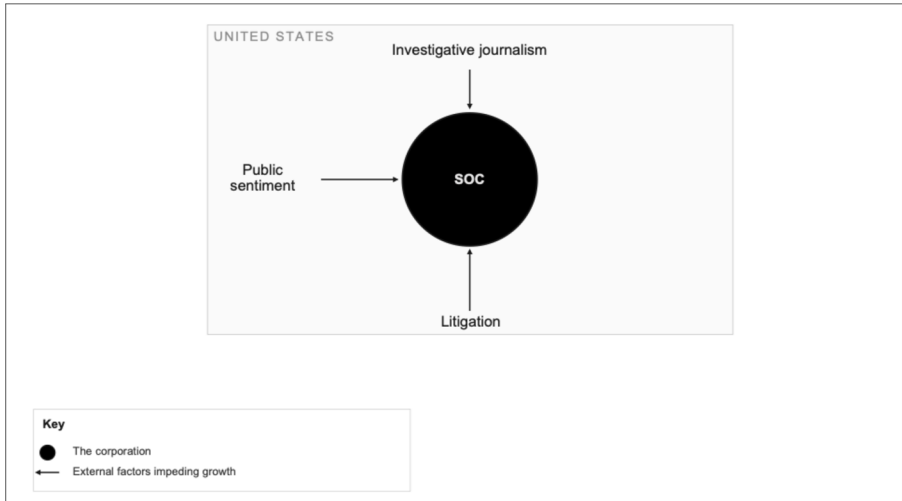 UNITED STATES
Investigative journalism
Public
sentiment
SOC
Litigation
Key
The corporation
External factors impeding growth